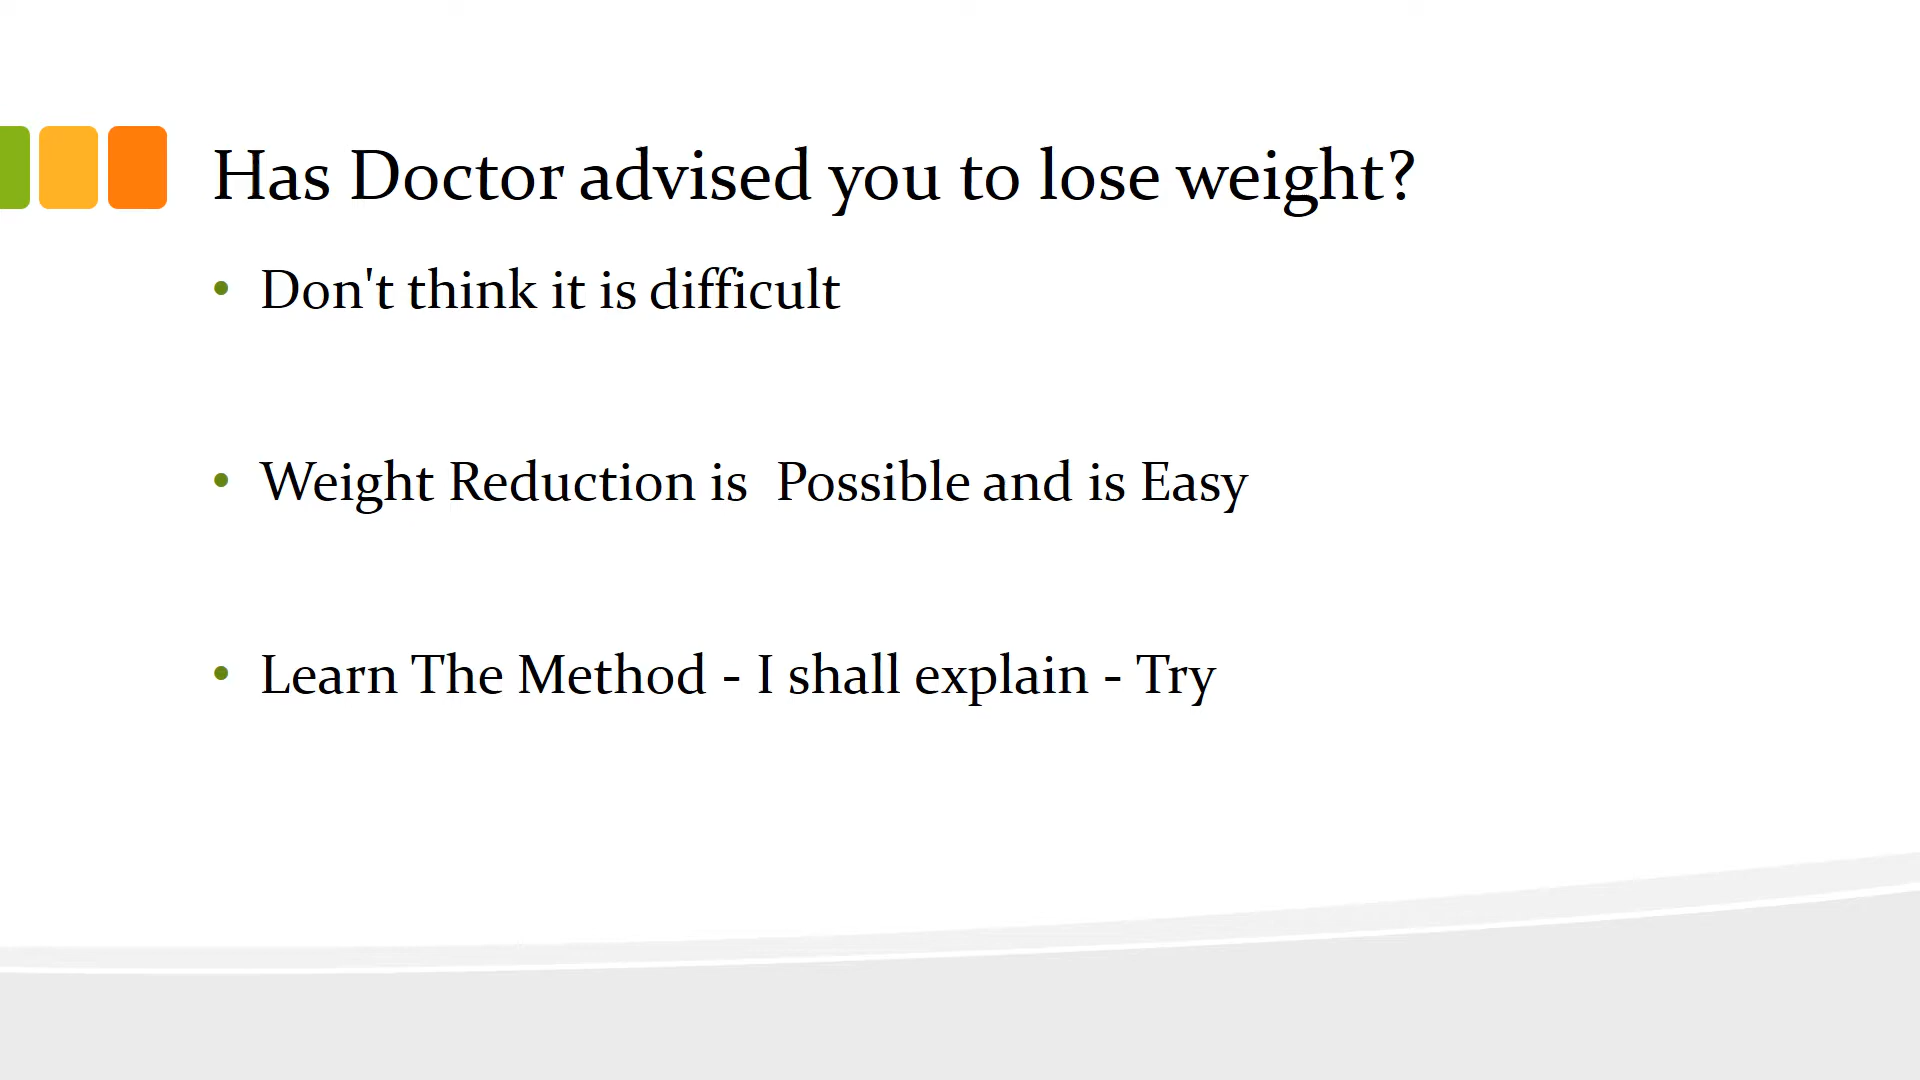 Has Doctor advised you to lose weight?
• Don't think it is difficult
• Weight Reduction is  Possible and is Easy
• Learn The Method - I shall explain - Try